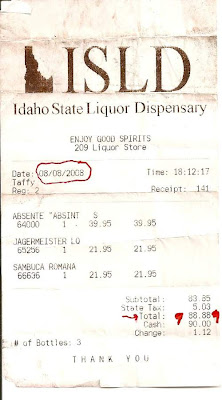 ISLD
Idaho State Liquor Dispensary
ENJOY GOOD SPIRITS
209 Liquor Store
Date: 08/08/2008 Time: 18:12:17
Taffy
Reg: 2 Receipt: 141
ABSENTE "ABSINT S
64000 1 39.95 39.95
JAGERMEISTER LQ
65256 1 21.95 21.95
SAMBUCA ROMANA
66636 1 21.95 21.95
Subtotal: 83.85
State Tax: 5.03
Total: 88.88
Cash: 90.00
Change: 1.12
# of Bottles: 3
THANK YOU